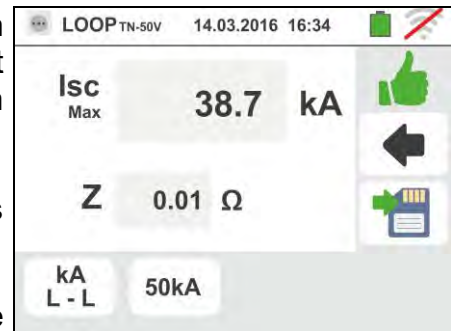 LOOP TN-50V 14.03.2016 16:34
Isc
Max
38.7 kA
Z 0.01 Ω
kA
L - L
50kA